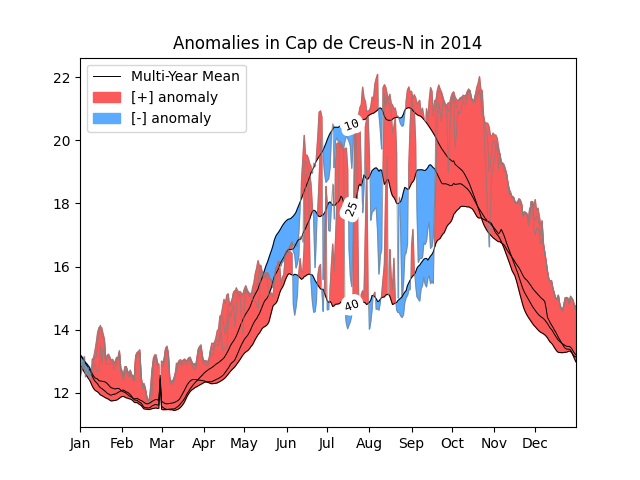 Anomalies in Cap de Creus-N in 2014
Multi-Year Mean
[+] anomaly
[-] anomaly
22
20
18
16
14
12
10
25
40
Jan Feb Mar Apr May Jun Jul Aug Sep Oct Nov Dec